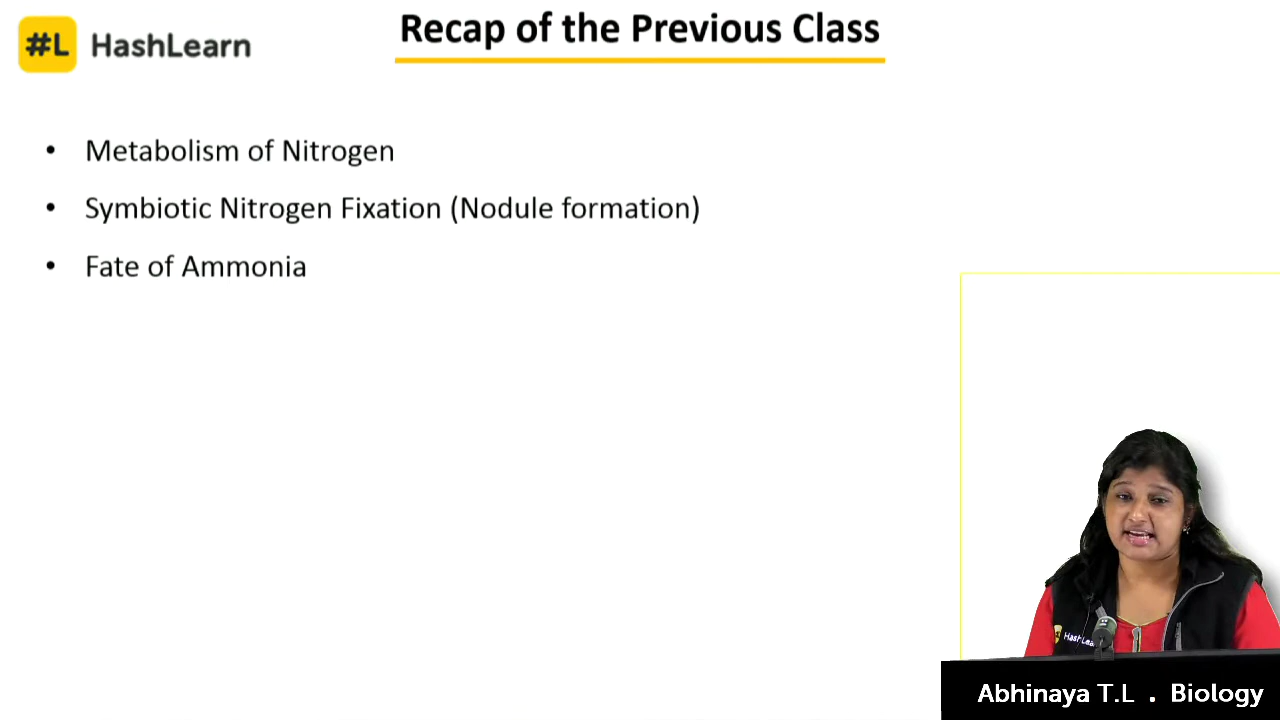 #L HashLearn
Recap of the Previous Class
• Metabolism of Nitrogen
• Symbiotic Nitrogen Fixation (Nodule formation)
• Fate of Ammonia
HashLea
Abhinaya T.L . Biology